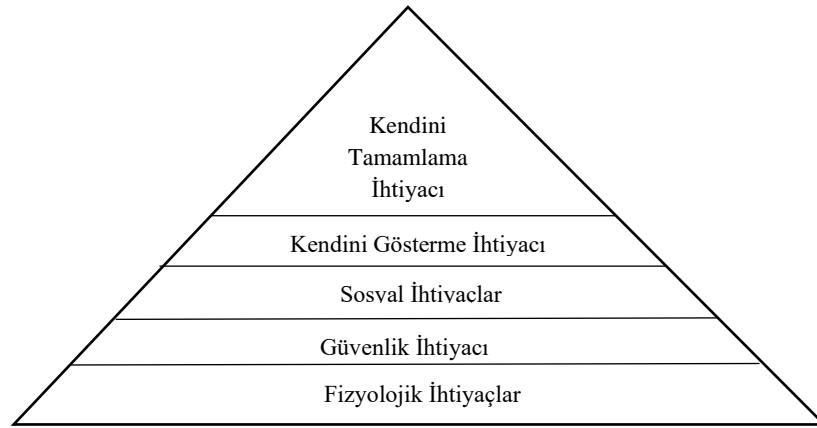 Kendini
Tamamlama
İhtiyacı
Kendini Gösterme İhtiyacı
Sosyal İhtiyaçlar
Güvenlik İhtiyacı
Fizyolojik İhtiyaçlar